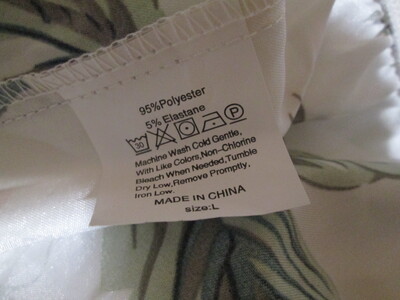 95%Polyester
5% Elastane
30 P
Machine Wash Cold Gentle,
With Like Colors,Non-Chlorine
Bleach When Needed,Tumble
Dry Low,Remove Promptly,
Iron Low.
MADE IN CHINA
size:L